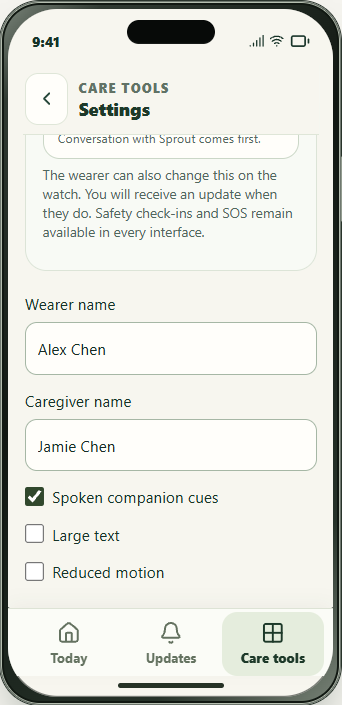 9:41
CARE TOOLS
Settings
Conversation with Sprout comes first.
The wearer can also change this on the
watch. You will receive an update when
they do. Safety check-ins and SOS remain
available in every interface.
Wearer name
Alex Chen
Caregiver name
Jamie Chen
Spoken companion cues
Large text
Reduced motion
Today
Updates
Care tools